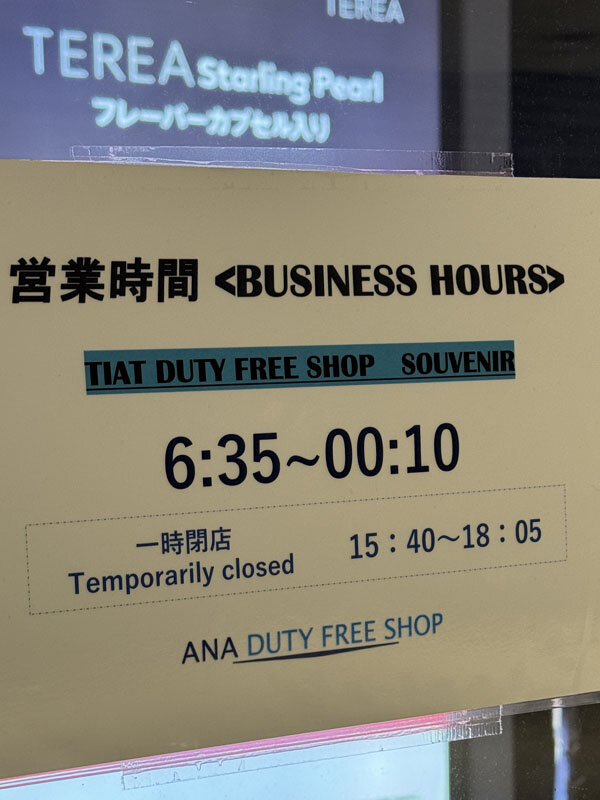 TEREA
TEREA Starling Pearl
フレーバーカプセル入り
営業時間 <BUSINESS HOURS>
TIAT DUTY FREE SHOP　SOUVENIR
6:35~00:10
一時閉店
Temporarily closed
15：40～18：05
ANA DUTY FREE SHOP